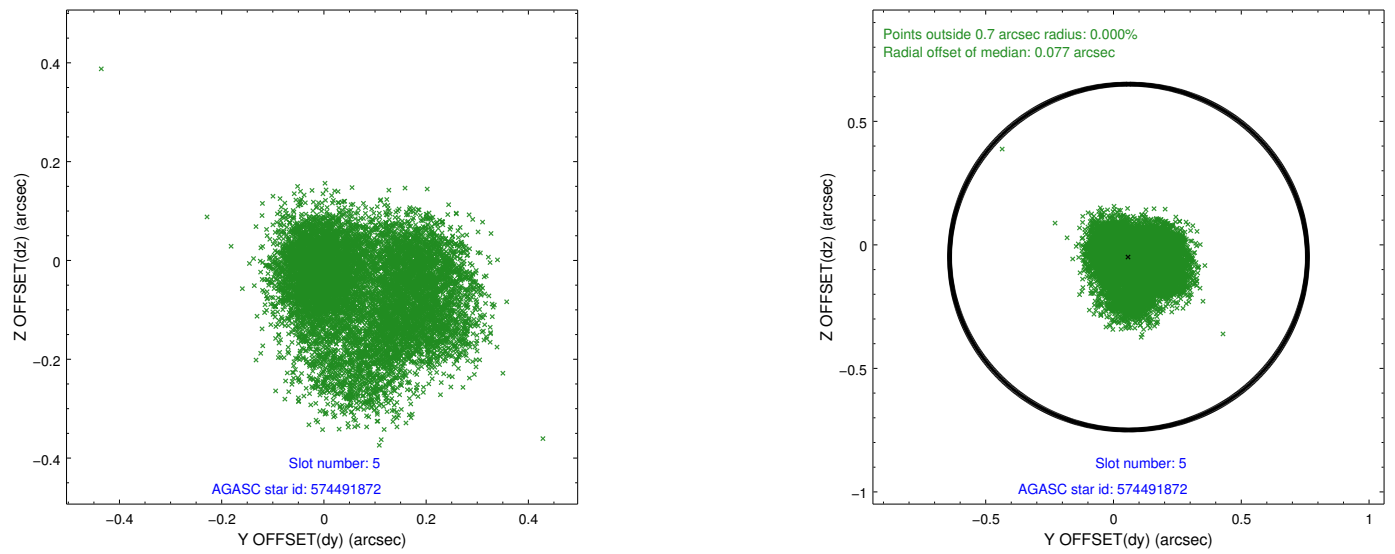 0.4
0.2
0
−0.2
−0.4
Z OFFSET(dz) (arcsec)
Slot number: 5
AGASC star id: 574491872
−0.4
−0.2
0
0.2
0.4
Y OFFSET(dy) (arcsec)
Points outside 0.7 arcsec radius: 0.000%
Radial offset of median: 0.077 arcsec
0.5
0
−0.5
−1
Z OFFSET(dz) (arcsec)
Slot number: 5
AGASC star id: 574491872
−0.5
0
0.5
1
Y OFFSET(dy) (arcsec)